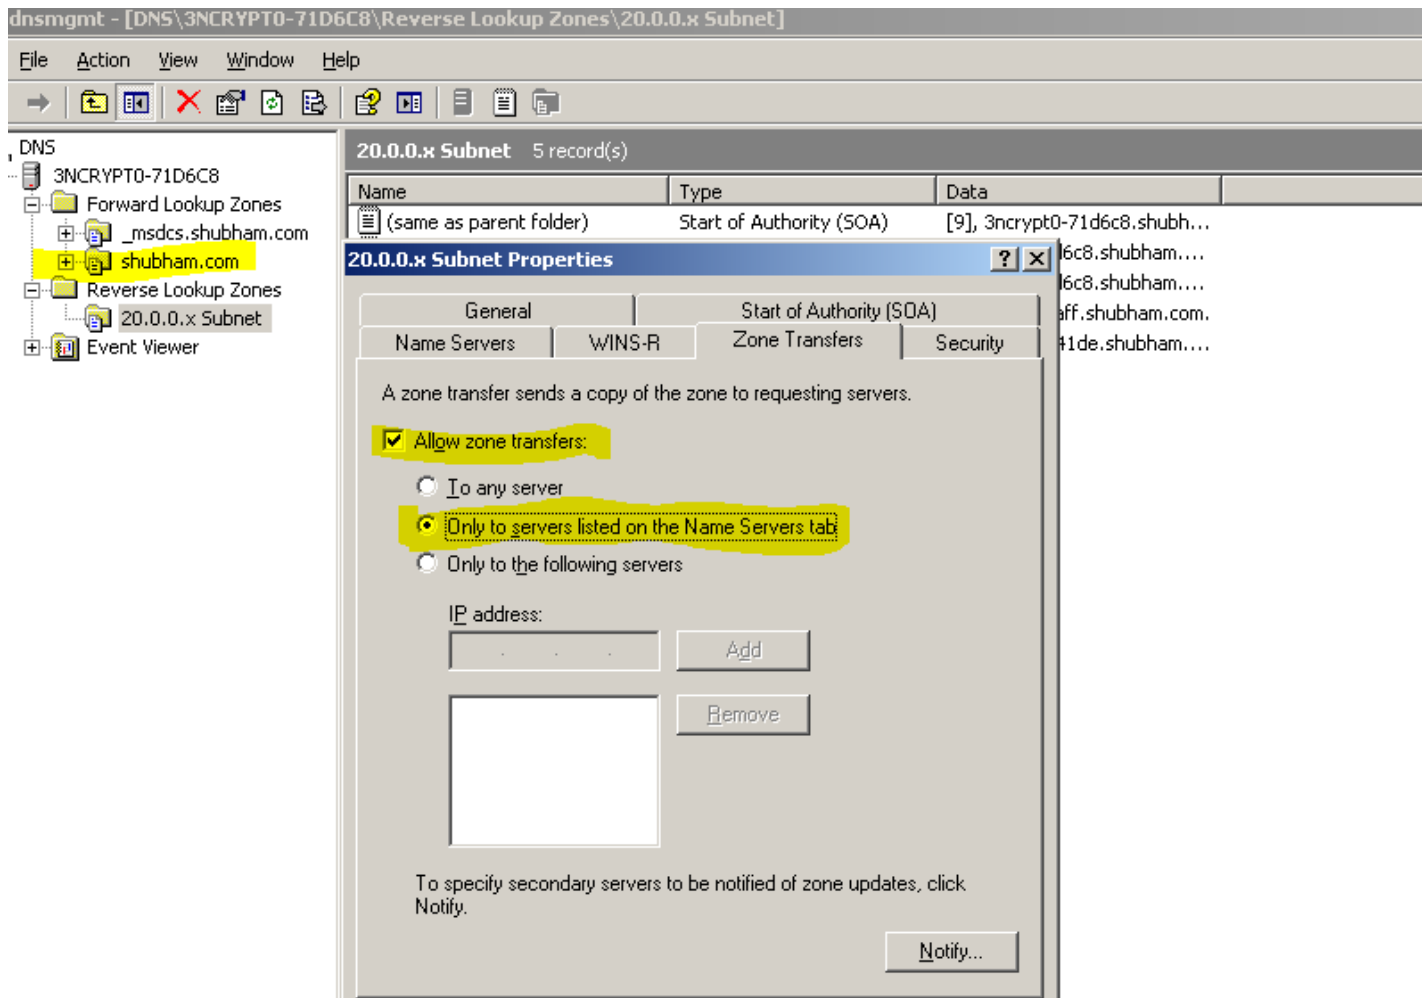 dnsmgmt - [DNS\3NCRYPT0-71D6C8\Reverse Lookup Zones\20.0.0.x Subnet]
File Action View Window Help
DNS
3NCRYPT0-71D6C8
Forward Lookup Zones
_msdcs.shubham.com
shubham.com
Reverse Lookup Zones
20.0.0.x Subnet
Event Viewer
20.0.0.x Subnet 5 record(s)
Name Type Data
(same as parent folder) Start of Authority (SOA) [9], 3ncrypt0-71d6c8.shubh...
l6c8.shubham....
l6c8.shubham....
aff.shubham.com.
41de.shubham....
20.0.0.x Subnet Properties
General Start of Authority (SOA)
Name Servers WINS-R Zone Transfers Security
A zone transfer sends a copy of the zone to requesting servers.
Allow zone transfers:
To any server
Only to servers listed on the Name Servers tab
Only to the following servers
IP address:
Add
Remove
To specify secondary servers to be notified of zone updates, click
Notify.
Notify...